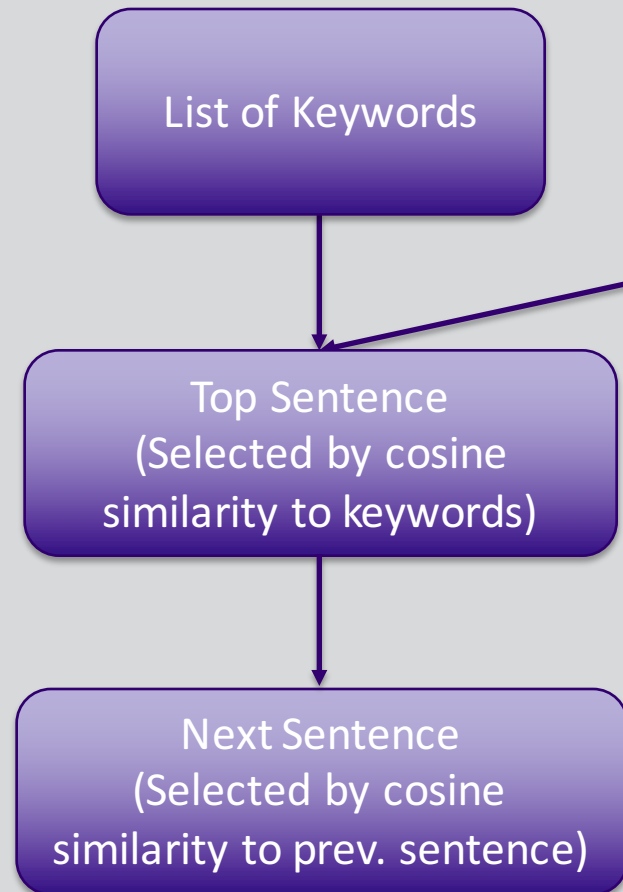 List of Keywords
Top Sentence
(Selected by cosine
similarity to keywords)
Next Sentence
(Selected by cosine
similarity to prev. sentence)